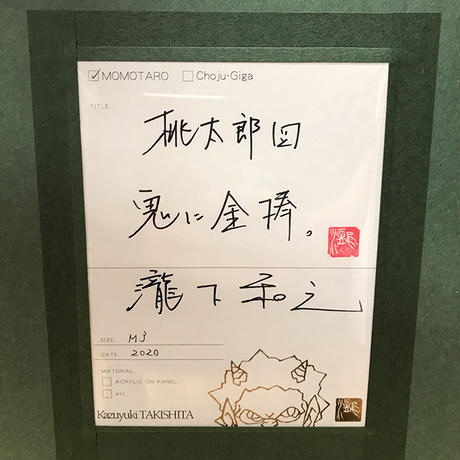 ☑ MOMOTARO ☐ Choju-Giga
TITLE.
桃太郎図
鬼に金棒。
瀧下和之
SIZE. M3
DATE. 2020
MATERIAL.
☐ ACRYLIC ON PANEL.
☐ etc.
Kazuyuki TAKISHITA